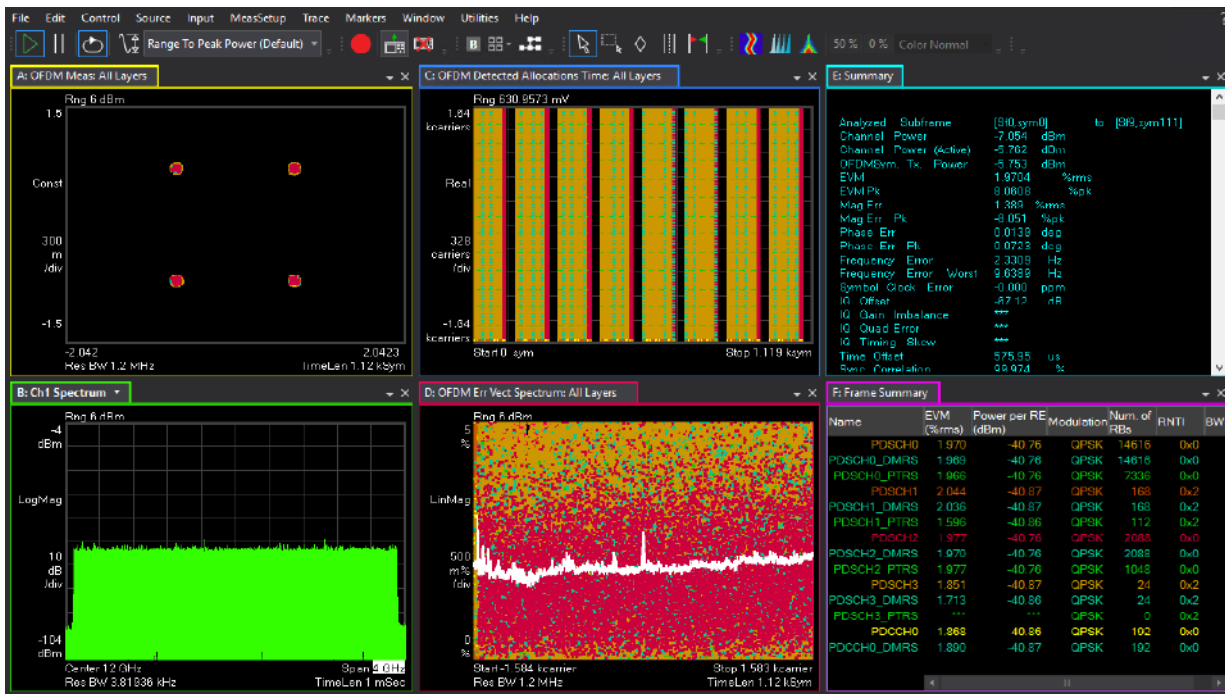 File Edit Control Source Input MeasSetup Trace Markers Window Utilities Help
Range To Peak Power (Default)
B
50 % 0 % Color Normal
A: OFDM Meas: All Layers
Rng 6 dBm
1.5
Const
300
m
/div
-1.5
-2.042 2.0423
Res BW 1.2 MHz TimeLen 1.12 kSym
C: OFDM Detected Allocations Time: All Layers
Rng 630.9573 mV
1.64
kcarriers
Real
328
carriers
/div
-1.64
kcarriers
Start 0 sym Stop 1.119 ksym
E: Summary
Analyzed Subframe [Sf0,sym0] to [Sf9,sym111]
Channel Power -7.054 dBm
Channel Power (Active) -5.762 dBm
OFDMSym. Tx. Power -5.753 dBm
EVM 1.9704 %rms
EVM Pk 8.0608 %pk
Mag Err 1.389 %rms
Mag Err Pk -8.051 %pk
Phase Err 0.0139 deg
Phase Err Pk 0.0723 deg
Frequency Error 2.3309 Hz
Frequency Error Worst 9.6389 Hz
Symbol Clock Error -0.000 ppm
IQ Offset -67.12 dB
IQ Gain Imbalance ***
IQ Quad Error ***
IQ Timing Skew ***
Time Offset 575.95 us
Sync Correlation 99.974 %
B: Ch1 Spectrum
Rng 6 dBm
-4
dBm
LogMag
10
dB
/div
-104
dBm
Center 12 GHz Span 4 GHz
Res BW 3.81936 kHz TimeLen 1 mSec
D: OFDM Err Vect Spectrum: All Layers
Rng 6 dBm
5
%
LinMag
500
m%
/div
0
%
Start -1.584 kcarrier Stop 1.583 kcarrier
Res BW 1.2 MHz TimeLen 1.12 kSym
F: Frame Summary
Name EVM (%rms) Power per RE (dBm) Modulation Num. of RBs RNTI BW
PDSCH0 1.970 -40.76 QPSK 14616 0x0
PDSCH0_DMRS 1.969 -40.76 QPSK 14616 0x0
PDSCH0_PTRS 1.966 -40.76 QPSK 7336 0x0
PDSCH1 2.044 -40.87 QPSK 168 0x2
PDSCH1_DMRS 2.036 -40.87 QPSK 168 0x2
PDSCH1_PTRS 1.596 -40.86 QPSK 112 0x2
PDSCH2 1.977 -40.76 QPSK 2088 0x0
PDSCH2_DMRS 1.970 -40.76 QPSK 2088 0x0
PDSCH2_PTRS 1.977 -40.76 QPSK 1048 0x0
PDSCH3 1.851 -40.87 QPSK 24 0x2
PDSCH3_DMRS 1.713 -40.86 QPSK 24 0x2
PDSCH3_PTRS *** *** QPSK 0 0x2
PDCCH0 1.868 -40.86 QPSK 192 0x0
PDCCH0_DMRS 1.890 -40.87 QPSK 192 0x0